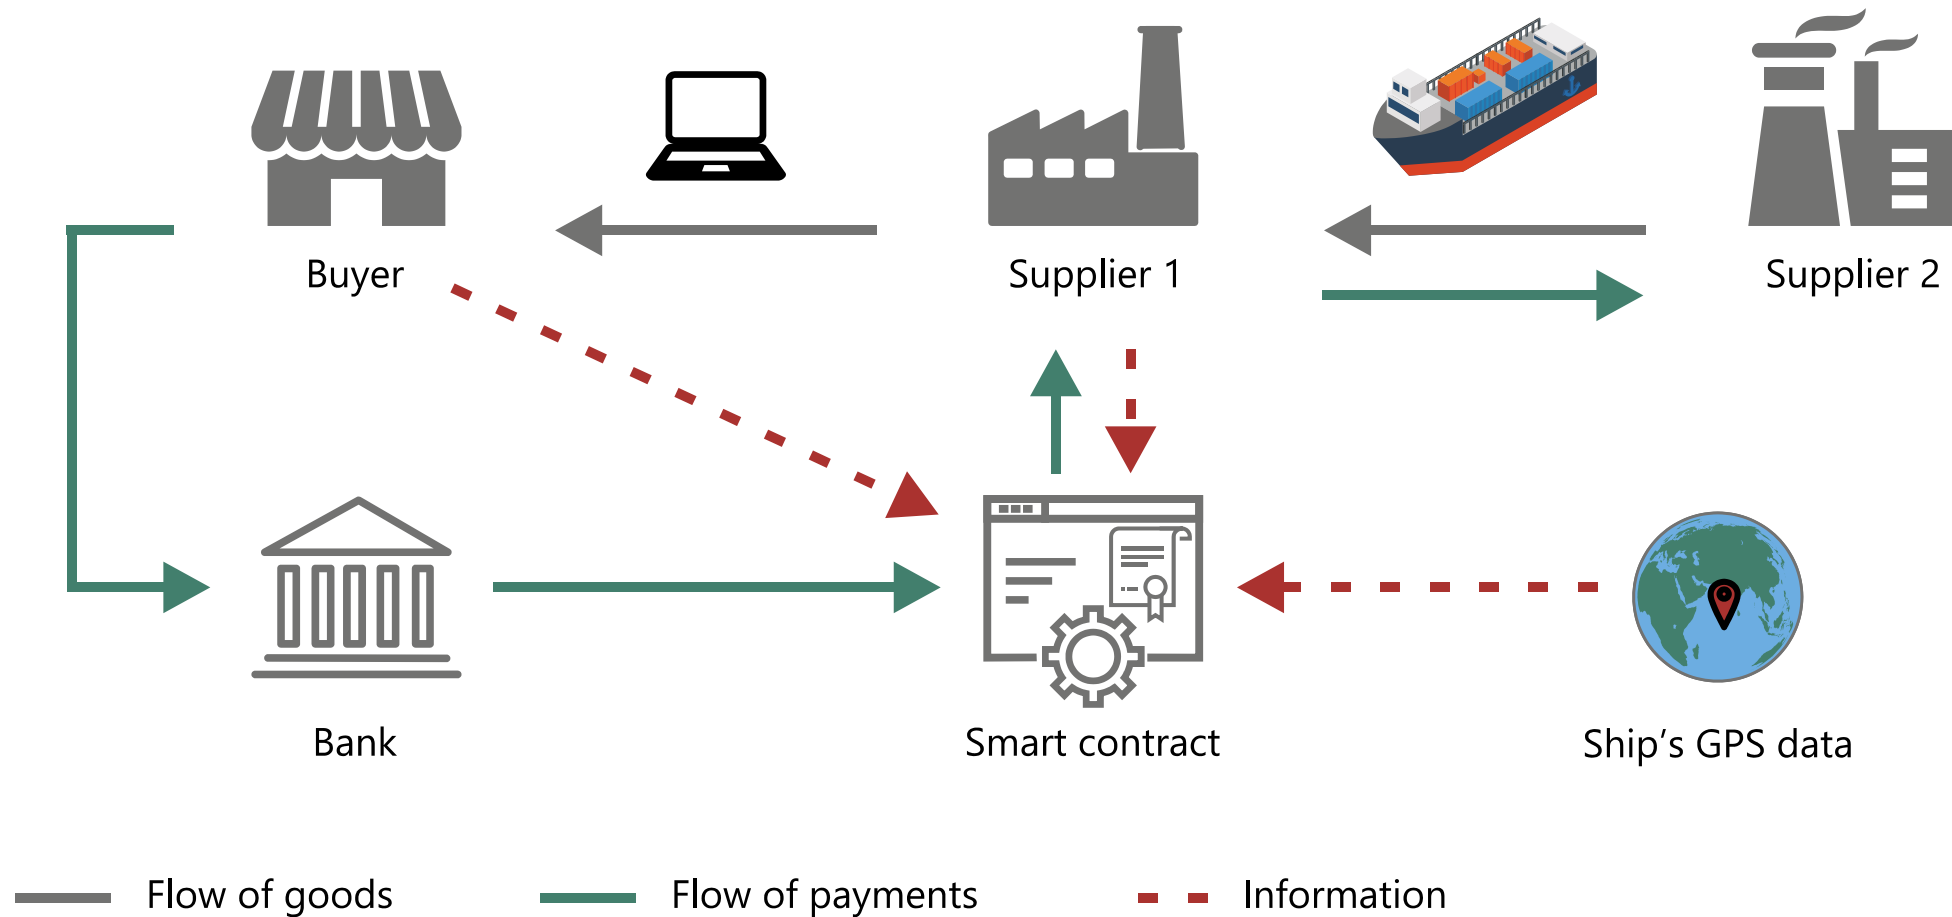 Buyer
Supplier 1
Supplier 2
Bank
Smart contract
Ship's GPS data
Flow of goods
Flow of payments
Information